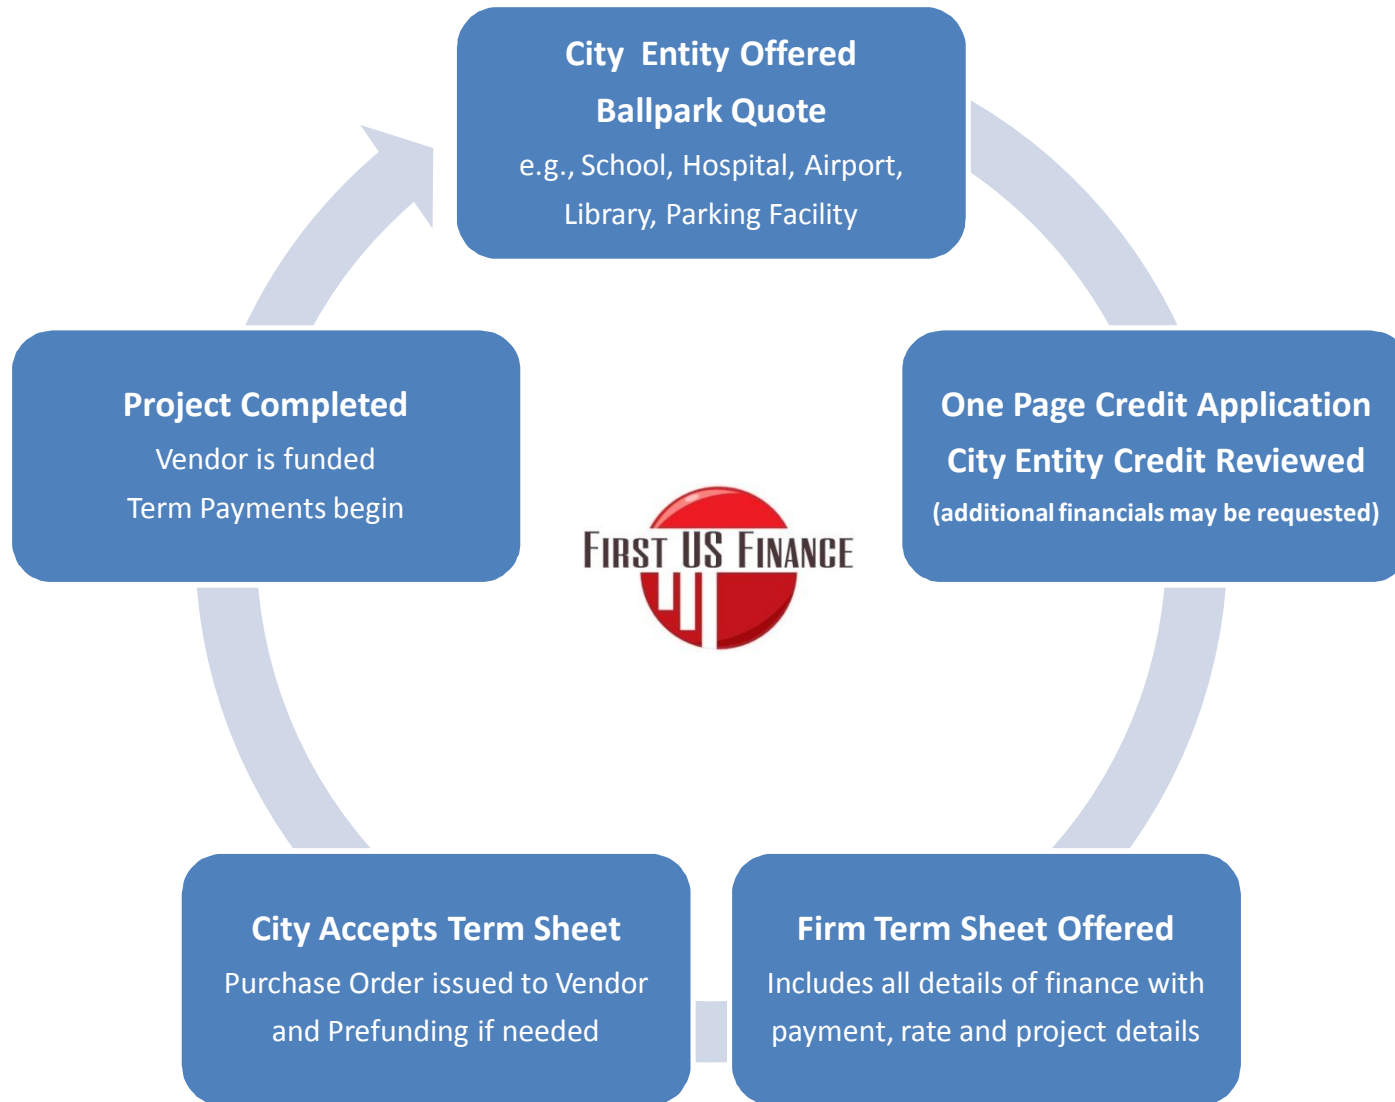 City Entity Offered
Ballpark Quote
e.g., School, Hospital, Airport,
Library, Parking Facility
One Page Credit Application
City Entity Credit Reviewed
(additional financials may be requested)
Firm Term Sheet Offered
Includes all details of finance with
payment, rate and project details
City Accepts Term Sheet
Purchase Order issued to Vendor
and Prefunding if needed
Project Completed
Vendor is funded
Term Payments begin
FIRST US FINANCE